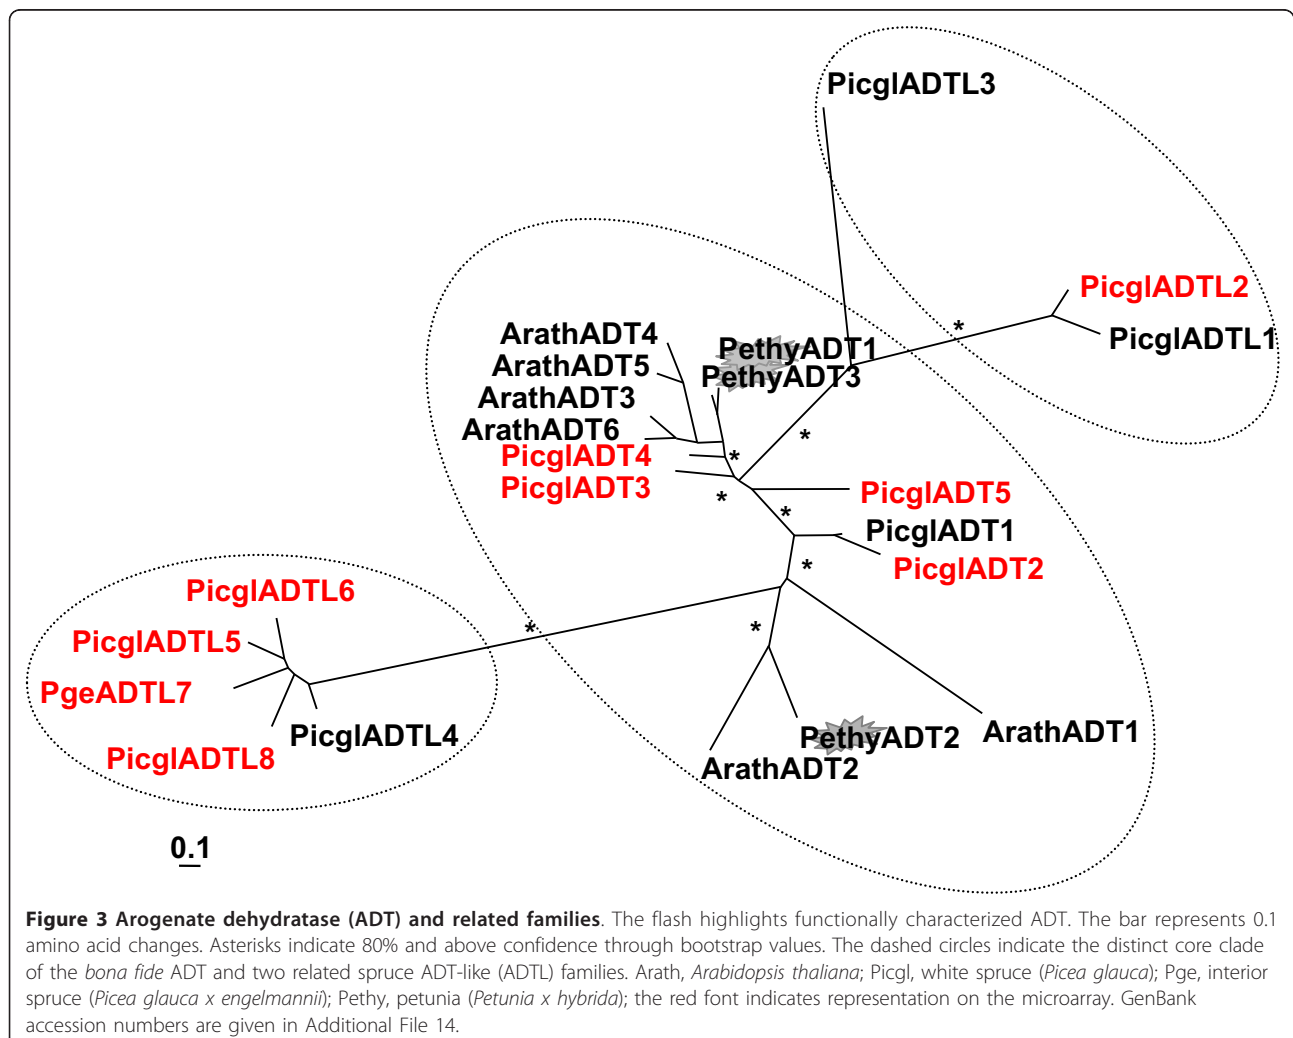 PicglADTL3
PicglADTL2
PicglADTL1
ArathADT4
PethyADT1
ArathADT5
PethyADT3
ArathADT3
ArathADT6
PicglADT4
PicglADT3
PicglADT5
PicglADT1
PicglADT2
*
*
*
*
*
*
*
*
PicglADTL6
PicglADTL5
PgeADTL7
PicglADTL4
PicglADTL8
ArathADT1
PethyADT2
ArathADT2
0.1
Figure 3 Arogenate dehydratase (ADT) and related families. The flash highlights functionally characterized ADT. The bar represents 0.1
amino acid changes. Asterisks indicate 80% and above confidence through bootstrap values. The dashed circles indicate the distinct core clade
of the bona fide ADT and two related spruce ADT-like (ADTL) families. Arath, Arabidopsis thaliana; Picgl, white spruce (Picea glauca); Pge, interior
spruce (Picea glauca x engelmannii); Pethy, petunia (Petunia x hybrida); the red font indicates representation on the microarray. GenBank
accession numbers are given in Additional File 14.